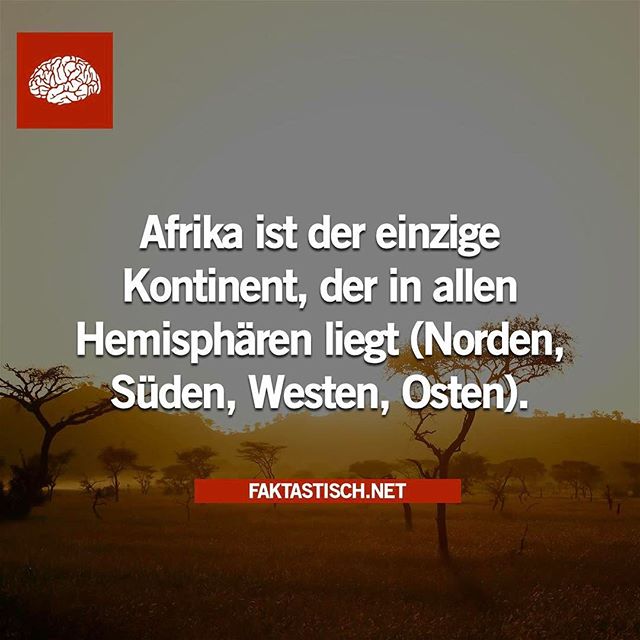 Afrika ist der einzige
Kontinent, der in allen
Hemisphären liegt (Norden,
Süden, Westen, Osten).
FAKTASTISCH.NET